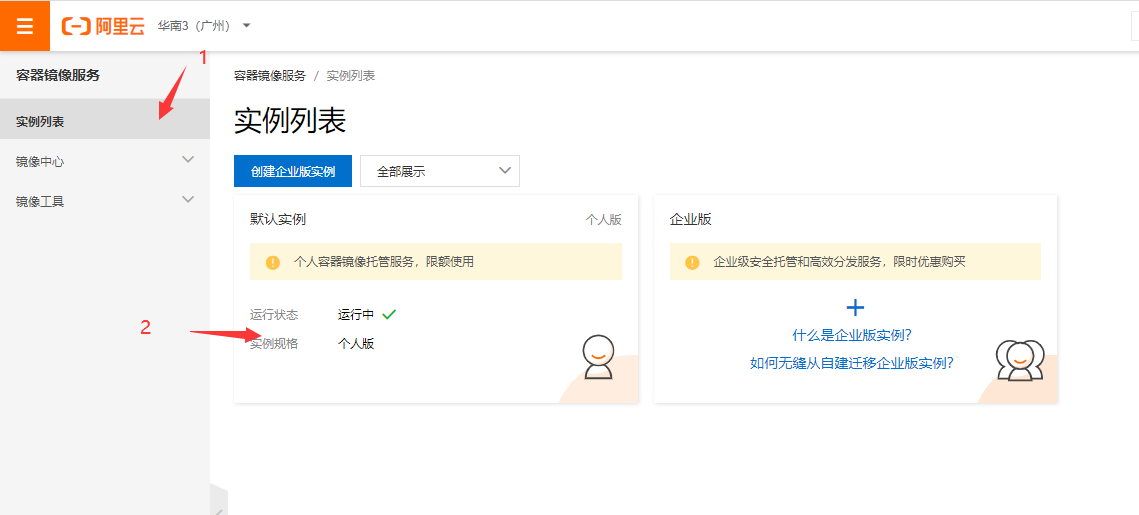 阿里云 华南3（广州）
1
容器镜像服务
容器镜像服务 / 实例列表
实例列表
实例列表
镜像中心
镜像工具
创建企业版实例 全部展示
默认实例 个人版
个人容器镜像托管服务，限额使用
运行状态 运行中
2
实例规格 个人版
企业版
企业级安全托管和高效分发服务，限时优惠购买
什么是企业版实例?
如何无缝从自建迁移企业版实例?